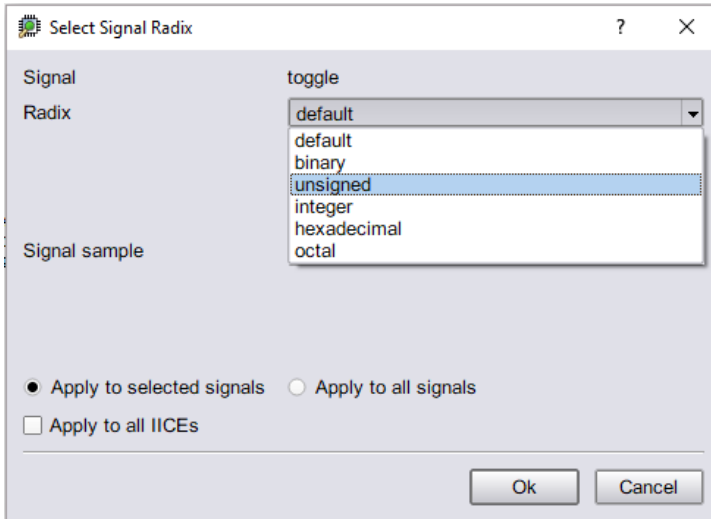 Select Signal Radix ? ×
Signal toggle
Radix default
default
binary
unsigned
integer
hexadecimal
Signal sample octal
Apply to selected signals Apply to all signals
Apply to all IICEs
Ok Cancel